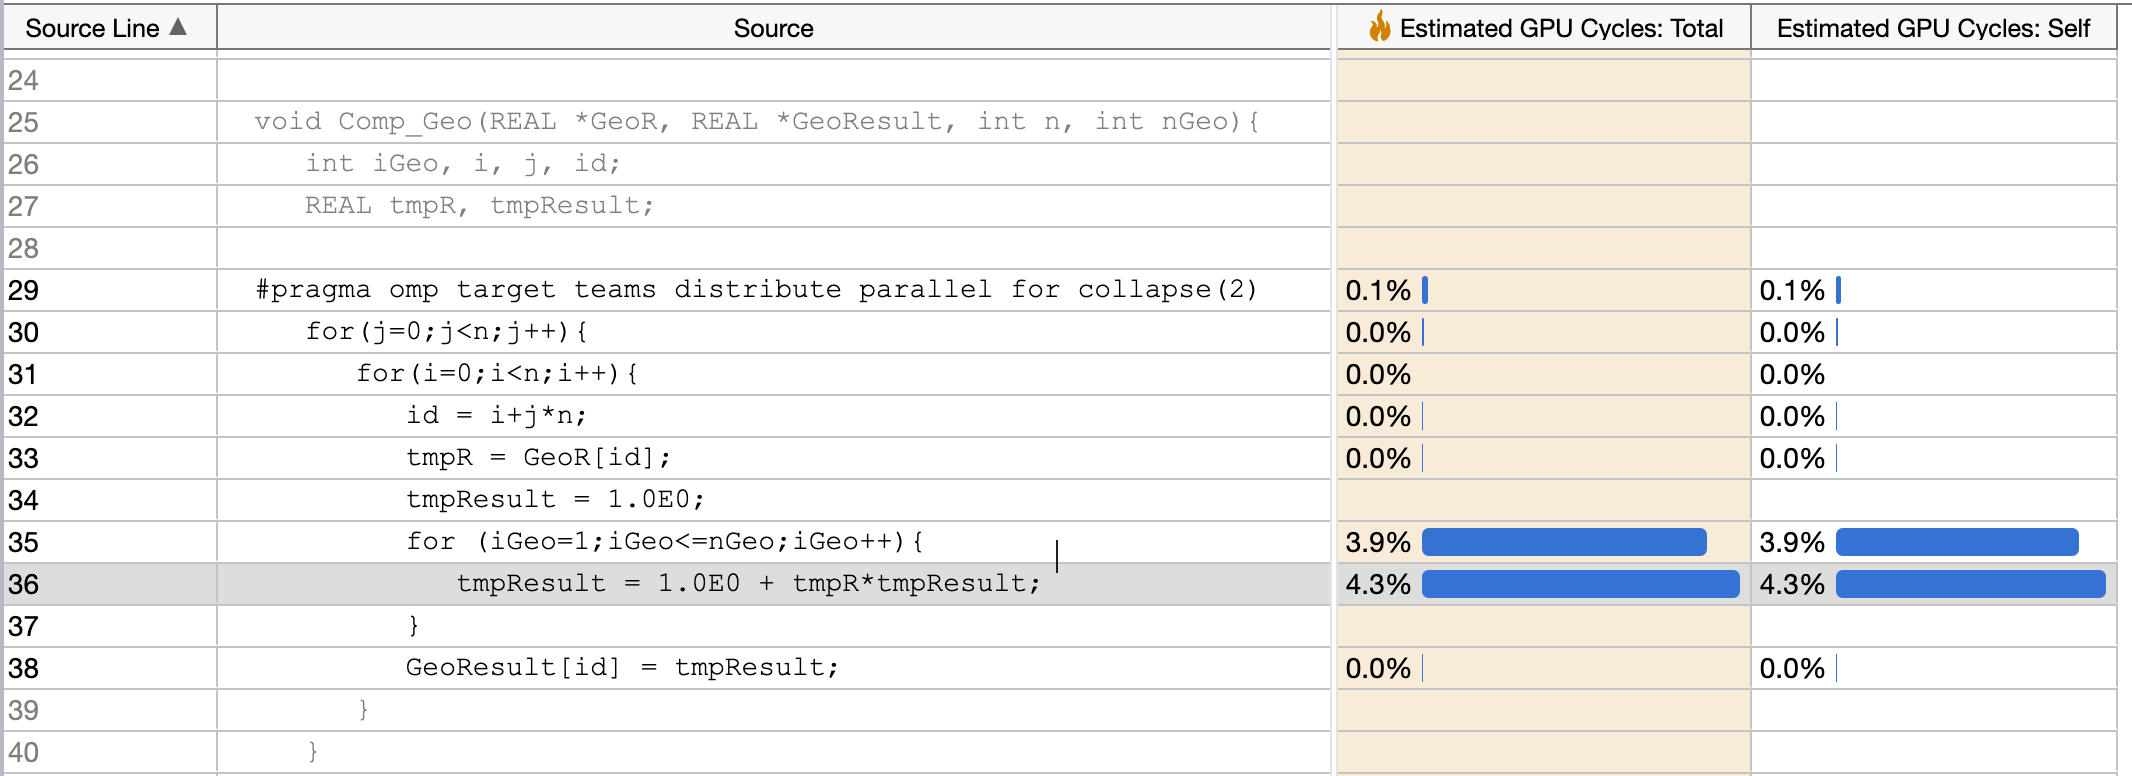 Source Line ▲ Source 🔥 Estimated GPU Cycles: Total Estimated GPU Cycles: Self
24
25 void Comp_Geo(REAL *GeoR, REAL *GeoResult, int n, int nGeo){
26 int iGeo, i, j, id;
27 REAL tmpR, tmpResult;
28
29 #pragma omp target teams distribute parallel for collapse(2) 0.1% 0.1%
30 for(j=0;j<n;j++){ 0.0% 0.0%
31 for(i=0;i<n;i++){ 0.0% 0.0%
32 id = i+j*n; 0.0% 0.0%
33 tmpR = GeoR[id]; 0.0% 0.0%
34 tmpResult = 1.0E0;
35 for (iGeo=1;iGeo<=nGeo;iGeo++){ 3.9% 3.9%
36 tmpResult = 1.0E0 + tmpR*tmpResult; 4.3% 4.3%
37 }
38 GeoResult[id] = tmpResult; 0.0% 0.0%
39 }
40 }